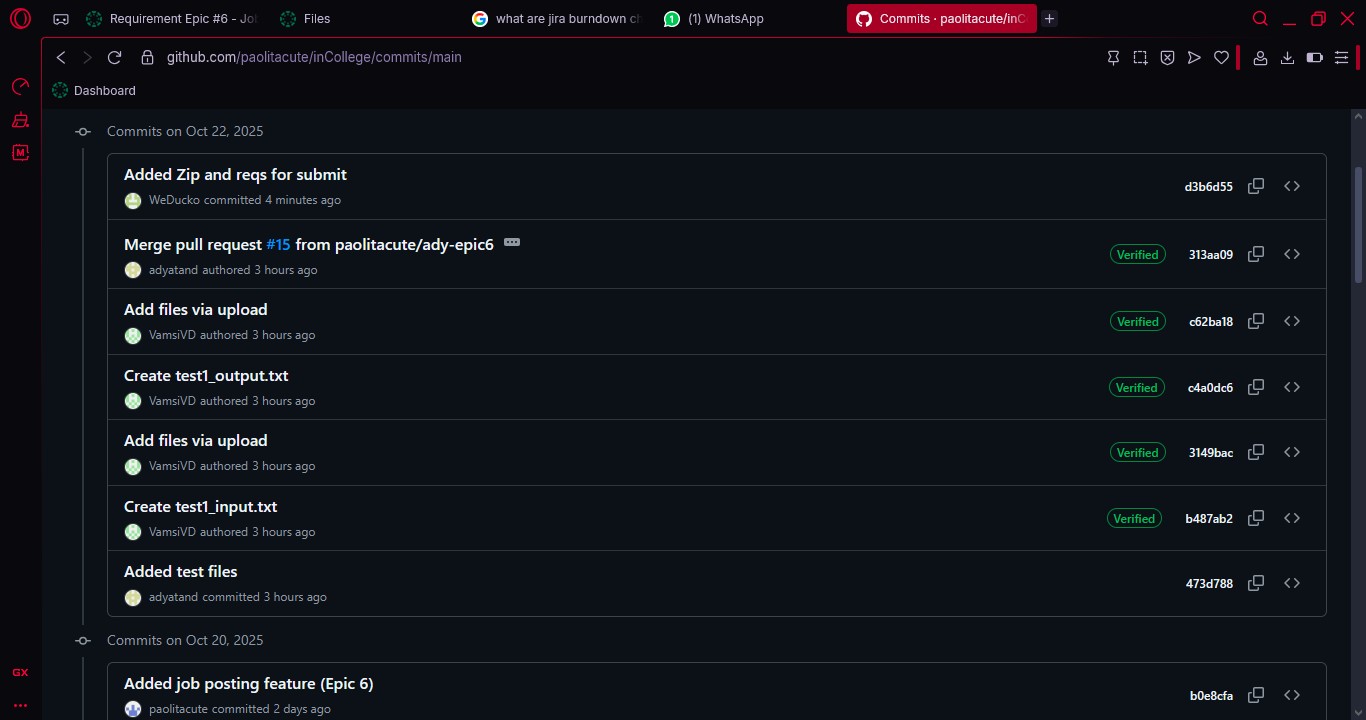 Requirement Epic #6 - Jo
Files
what are jira burndown ch
(1) WhatsApp
Commits · paolitacute/inC
github.com/paolitacute/inCollege/commits/main
Dashboard
Commits on Oct 22, 2025
Added Zip and reqs for submit
WeDucko committed 4 minutes ago
d3b6d55
Merge pull request #15 from paolitacute/ady-epic6
adyatand authored 3 hours ago
Verified
313aa09
Add files via upload
VamsiVD authored 3 hours ago
Verified
c62ba18
Create test1_output.txt
VamsiVD authored 3 hours ago
Verified
c4a0dc6
Add files via upload
VamsiVD authored 3 hours ago
Verified
3149bac
Create test1_input.txt
VamsiVD authored 3 hours ago
Verified
b487ab2
Added test files
adyatand committed 3 hours ago
473d788
GX
Commits on Oct 20, 2025
Added job posting feature (Epic 6)
paolitacute committed 2 days ago
b0e8cfa